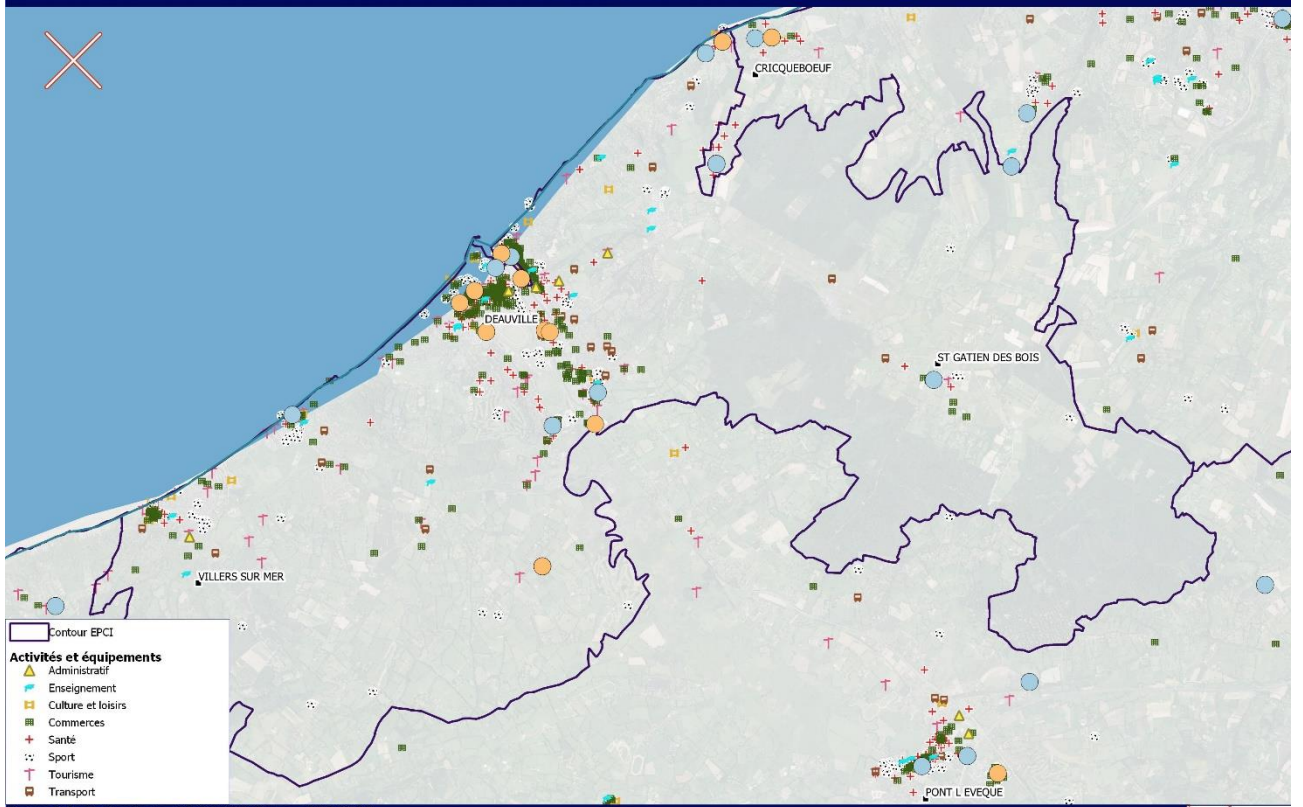 CRICQUEBOEUF
DEAUVILLE
ST GATIEN DES BOIS
VILLERS SUR MER
Contour EPCI
Activités et équipements
Administratif
Enseignement
Culture et loisirs
Commerces
Santé
Sport
Tourisme
Transport
PONT L EVEQUE